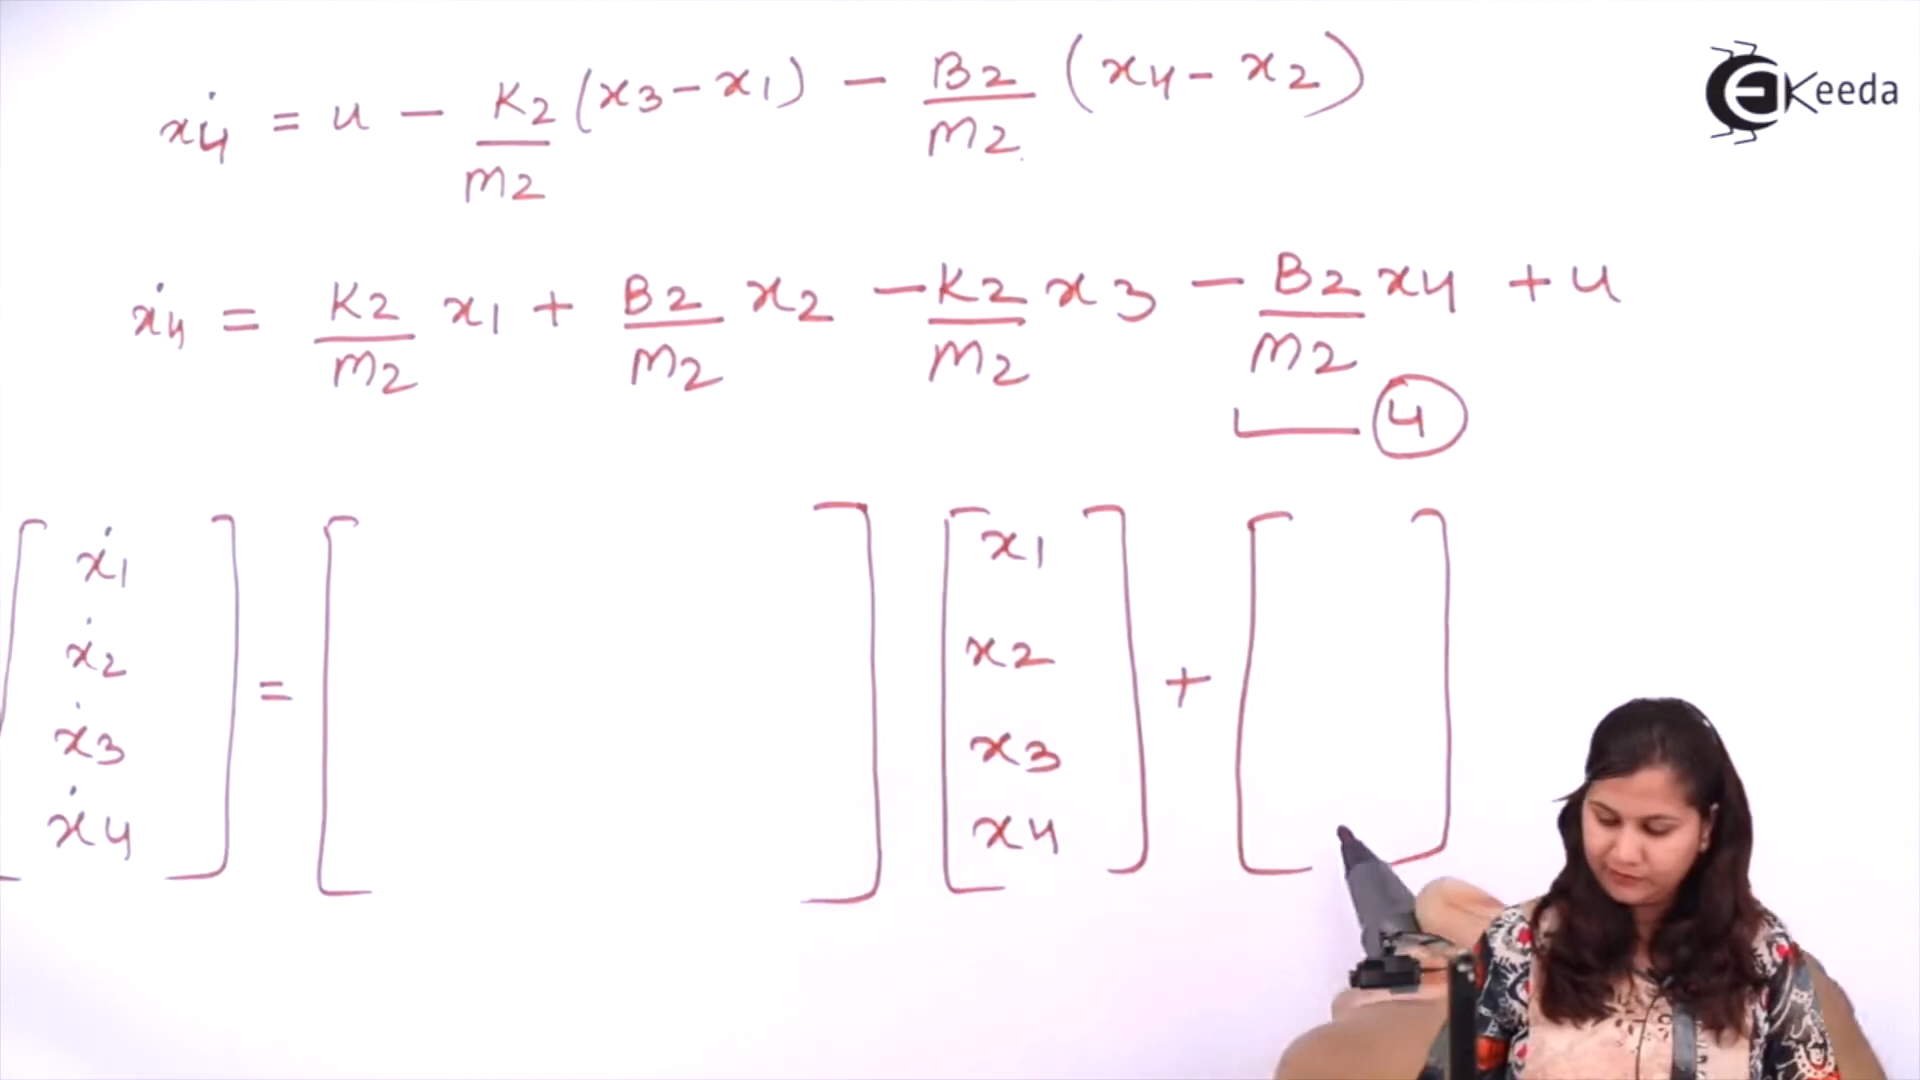 ẋ4 = u - K2/M2 (x3 - x1) - B2/M2 (x4 - x2)
EKeeda
ẋ4 = K2/M2 x1 + B2/M2 x2 - K2/M2 x3 - B2/M2 x4 + u
4
[ẋ1 ẋ2 ẋ3 ẋ4] = [ ] [x1 x2 x3 x4] + [ ]